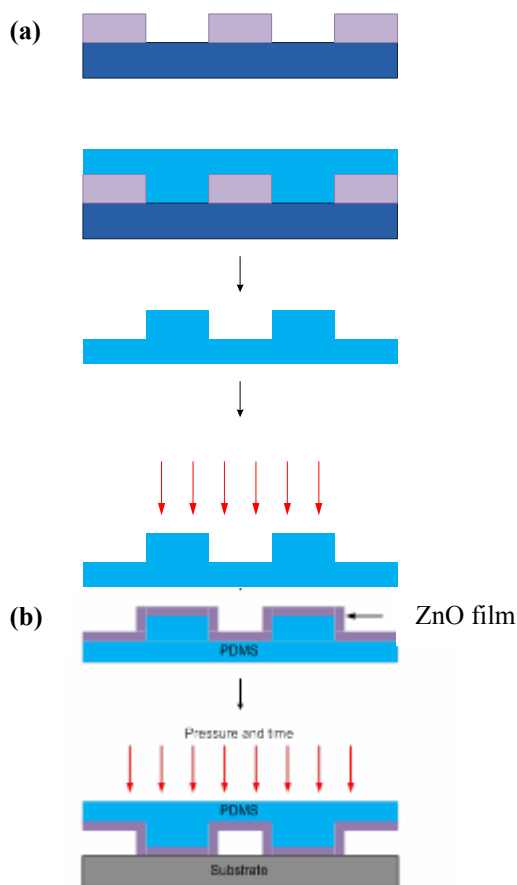 (a)
(b)
ZnO film
PDMS
Pressure and time
PDMS
Substrate